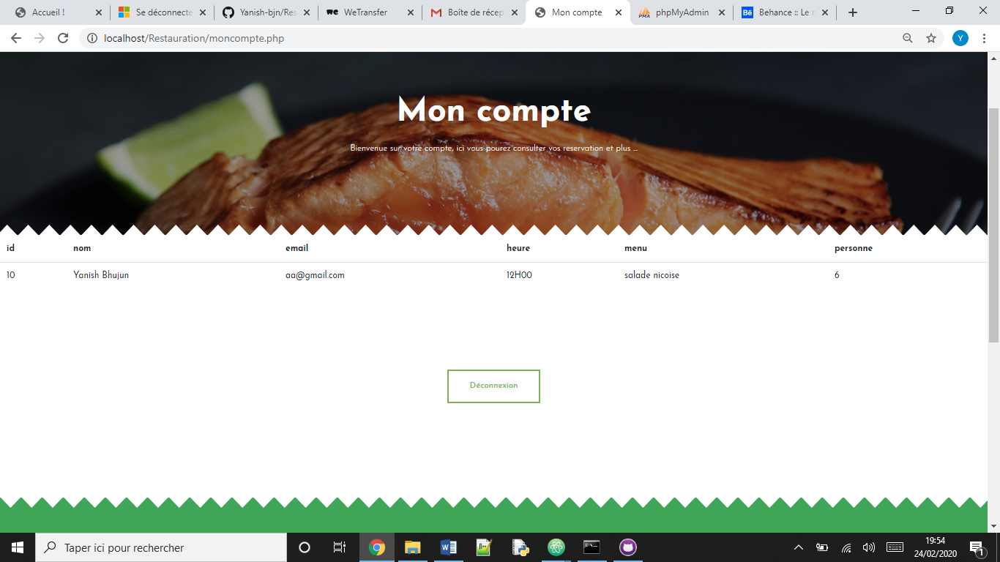 Accueil !
Se déconnecte
Yanish-bjn/Res
WeTransfer
Boîte de récep
Mon compte
phpMyAdmin
Behance :: Le m
localhost/Restauration/moncompte.php
Y
Mon compte
Bienvenue sur votre compte, ici vous pourez consulter vos reservation et plus ...
id nom email heure menu personne
10 Yanish Bhujun aa@gmail.com 12H00 salade nicoise 6
Déconnexion
Taper ici pour rechercher
19:54
24/02/2020
1